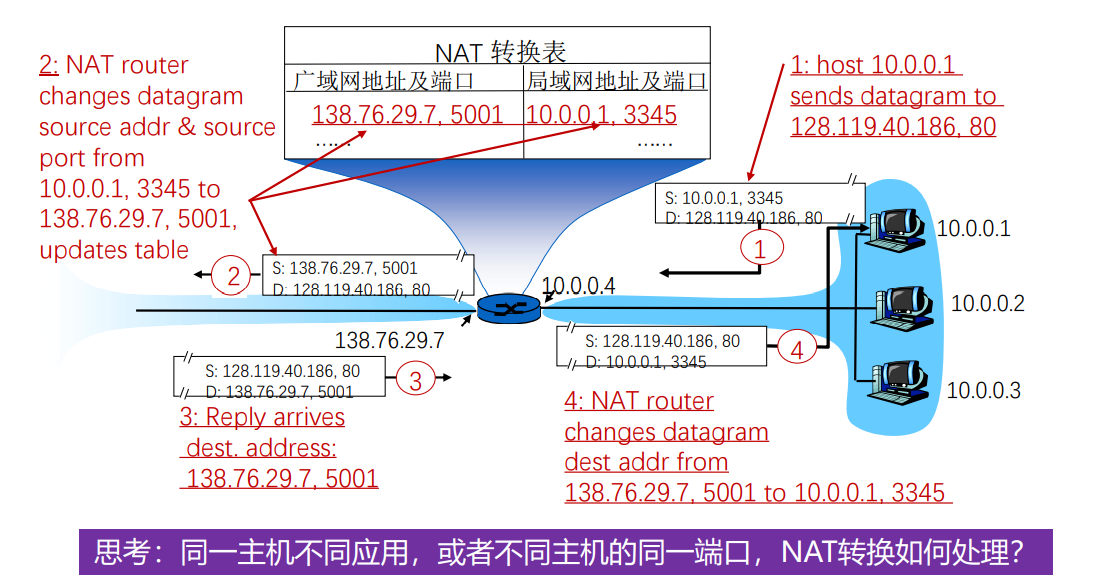 NAT 转换表
广域网地址及端口 局域网地址及端口
138.76.29.7, 5001 10.0.0.1, 3345
…… ……
2: NAT router
changes datagram
source addr & source
port from
10.0.0.1, 3345 to
138.76.29.7, 5001,
updates table
1: host 10.0.0.1
sends datagram to
128.119.40.186, 80
S: 10.0.0.1, 3345
D: 128.119.40.186, 80
1
10.0.0.1
2
S: 138.76.29.7, 5001
D: 128.119.40.186, 80
10.0.0.4
10.0.0.2
138.76.29.7
S: 128.119.40.186, 80
D: 10.0.0.1, 3345
4
S: 128.119.40.186, 80
D: 138.76.29.7, 5001
3
10.0.0.3
3: Reply arrives
dest. address:
138.76.29.7, 5001
4: NAT router
changes datagram
dest addr from
138.76.29.7, 5001 to 10.0.0.1, 3345
思考：同一主机不同应用，或者不同主机的同一端口，NAT转换如何处理？